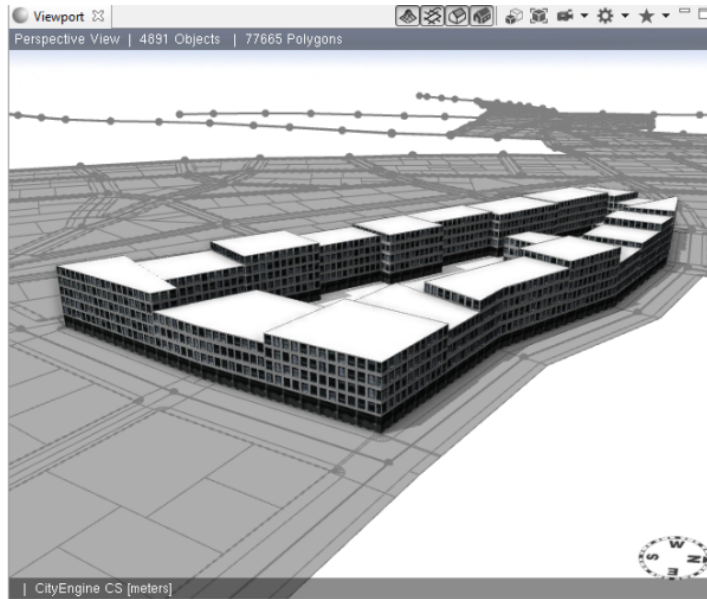 Viewport
Perspective View | 4891 Objects | 77665 Polygons
W
S N
E
| CityEngine CS [meters]